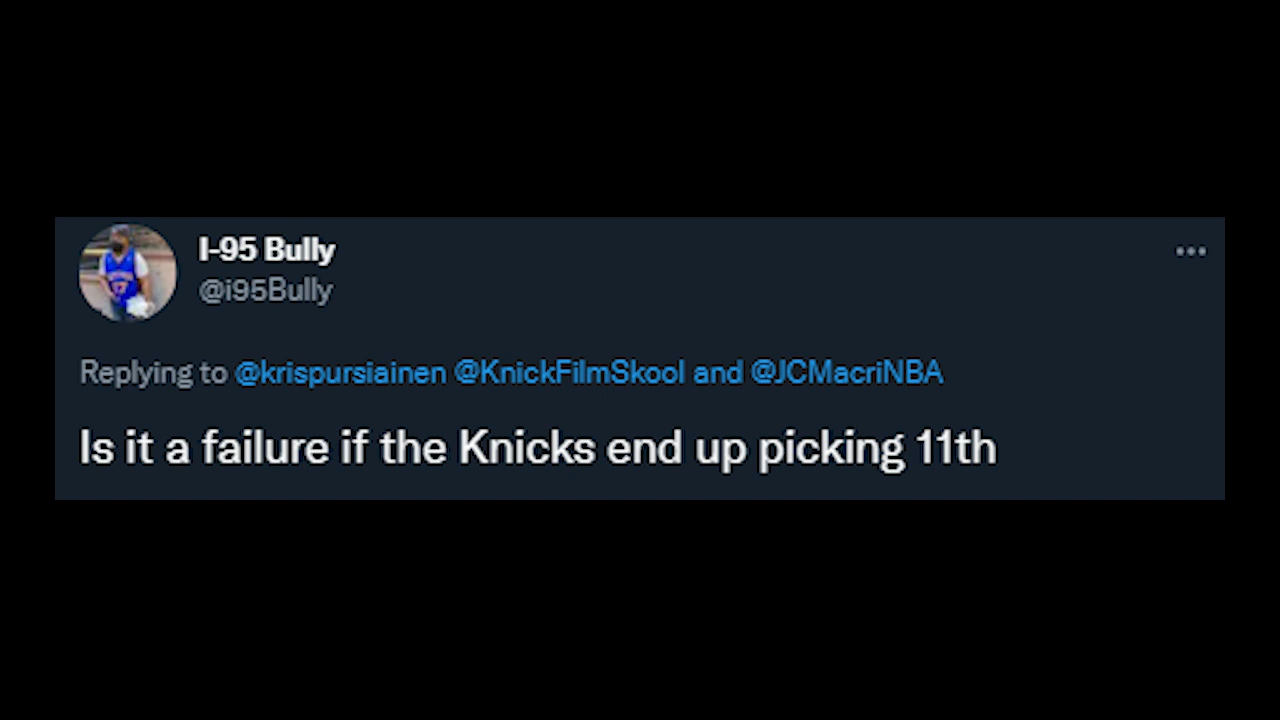 I-95 Bully
@i95Bully
Replying to @krispursiainen @KnickFilmSkool and @JCMacriNBA
Is it a failure if the Knicks end up picking 11th